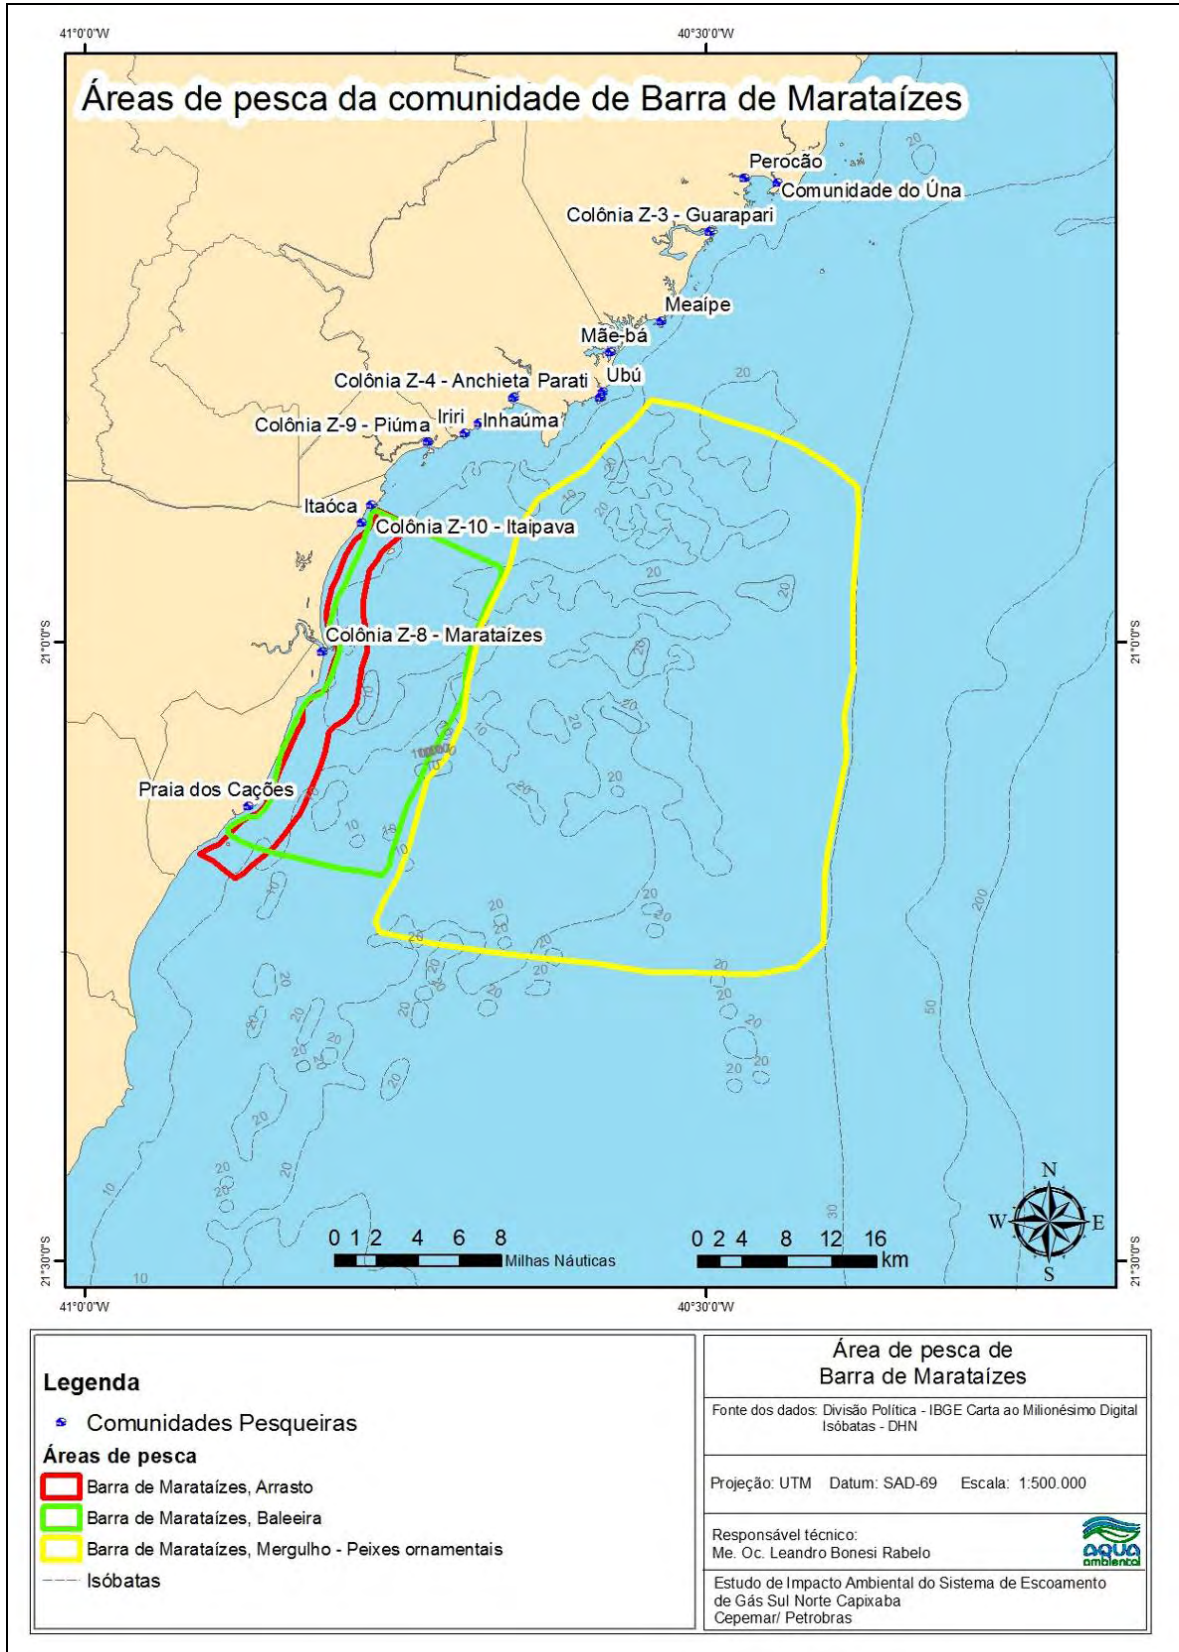 41°0'0"W
40°30'0"W
Áreas de pesca da comunidade de Barra de Marataízes
Perocão
Comunidade do Úna
Colônia Z-3 - Guarapari
Meaípe
Mãe-bá
Ubú
Colônia Z-4 - Anchieta
Parati
Iriri
Inhaúma
Colônia Z-9 - Piúma
Itaóca
Colônia Z-10 - Itaipava
Colônia Z-8 - Marataízes
Praia dos Cações
21°0'0"S
21°0'0"S
20
10
50
200
30
N
W
E
S
0 1 2 4 6 8
Milhas Náuticas
0 2 4 8 12 16
km
21°30'0"S
21°30'0"S
41°0'0"W
40°30'0"W
Legenda
Comunidades Pesqueiras
Áreas de pesca
Barra de Marataízes, Arrasto
Barra de Marataízes, Baleeira
Barra de Marataízes, Mergulho - Peixes ornamentais
Isóbatas
Área de pesca de
Barra de Marataízes
Fonte dos dados: Divisão Política - IBGE Carta ao Milionésimo Digital
Isóbatas - DHN
Projeção: UTM Datum: SAD-69 Escala: 1:500.000
Responsável técnico:
Me. Oc. Leandro Bonesi Rabelo
aqua
ambiental
Estudo de Impacto Ambiental do Sistema de Escoamento
de Gás Sul Norte Capixaba
Cepemar/ Petrobras